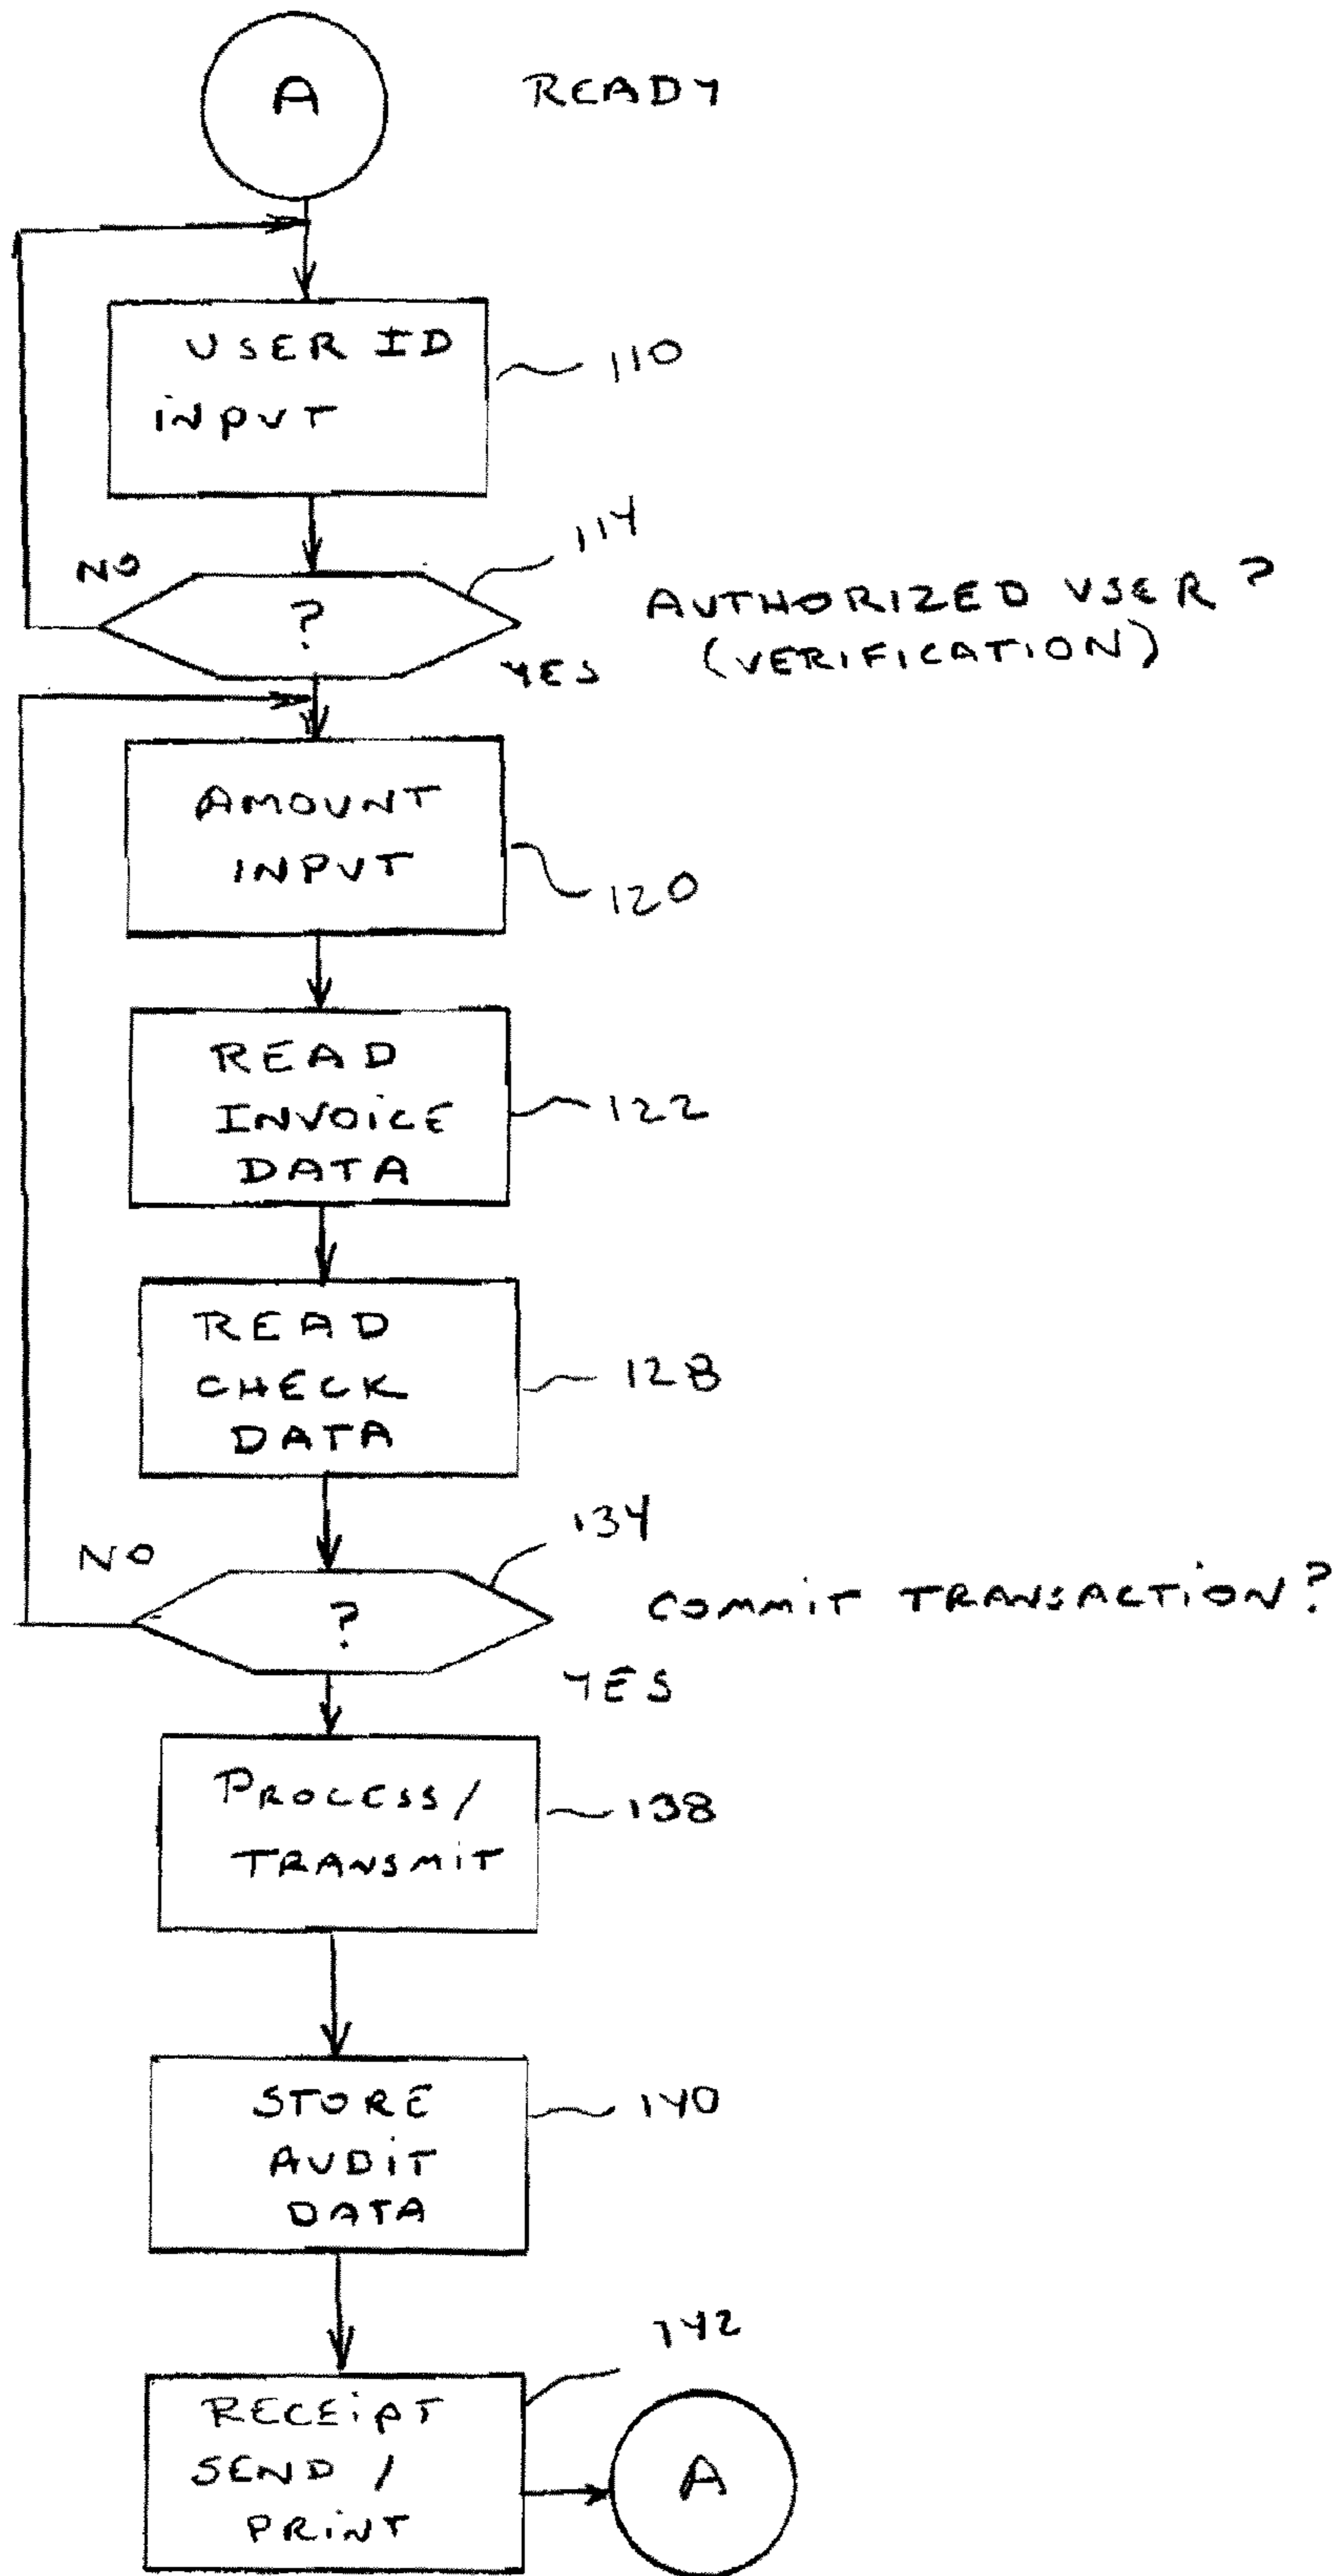 A
READY
USER ID
INPUT
110
114
NO
?
AUTHORIZED USER?
(VERIFICATION)
YES
AMOUNT
INPUT
120
READ
INVOICE
DATA
122
READ
CHECK
DATA
128
134
NO
?
COMMIT TRANSACTION?
YES
PROCESS/
TRANSMIT
138
STORE
AUDIT
DATA
140
142
RECEIPT
SEND /
PRINT
A